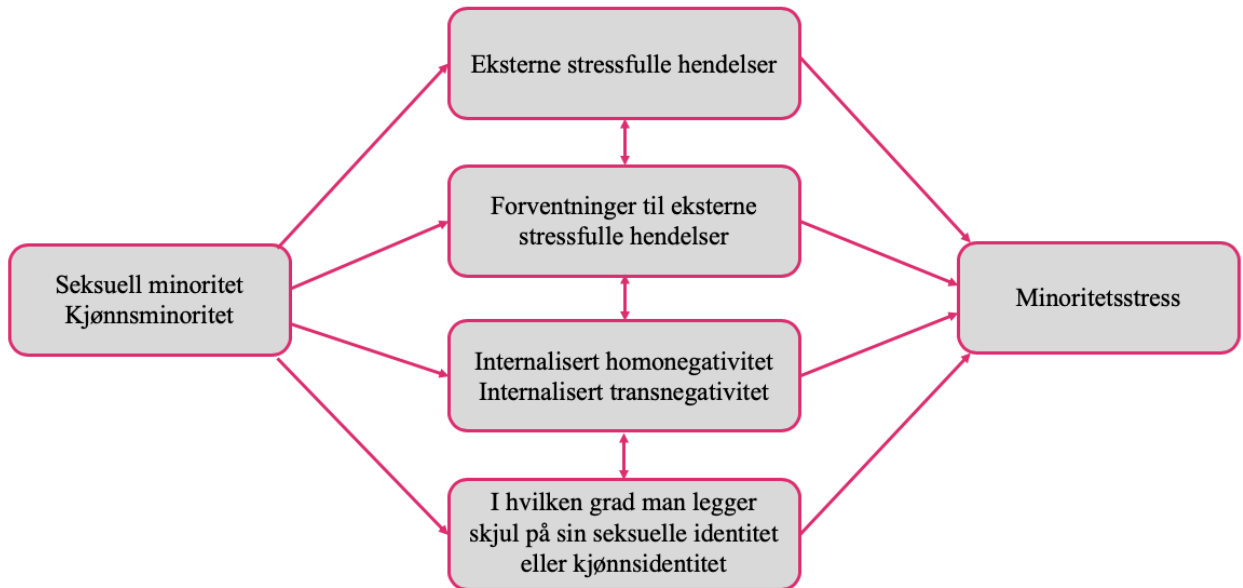 Eksterne stressfulle hendelser
Forventninger til eksterne
stressfulle hendelser
Seksuell minoritet
Kjønnsminoritet
Minoritetsstress
Internalisert homonegativitet
Internalisert transnegativitet
I hvilken grad man legger
skjul på sin seksuelle identitet
eller kjønnsidentitet